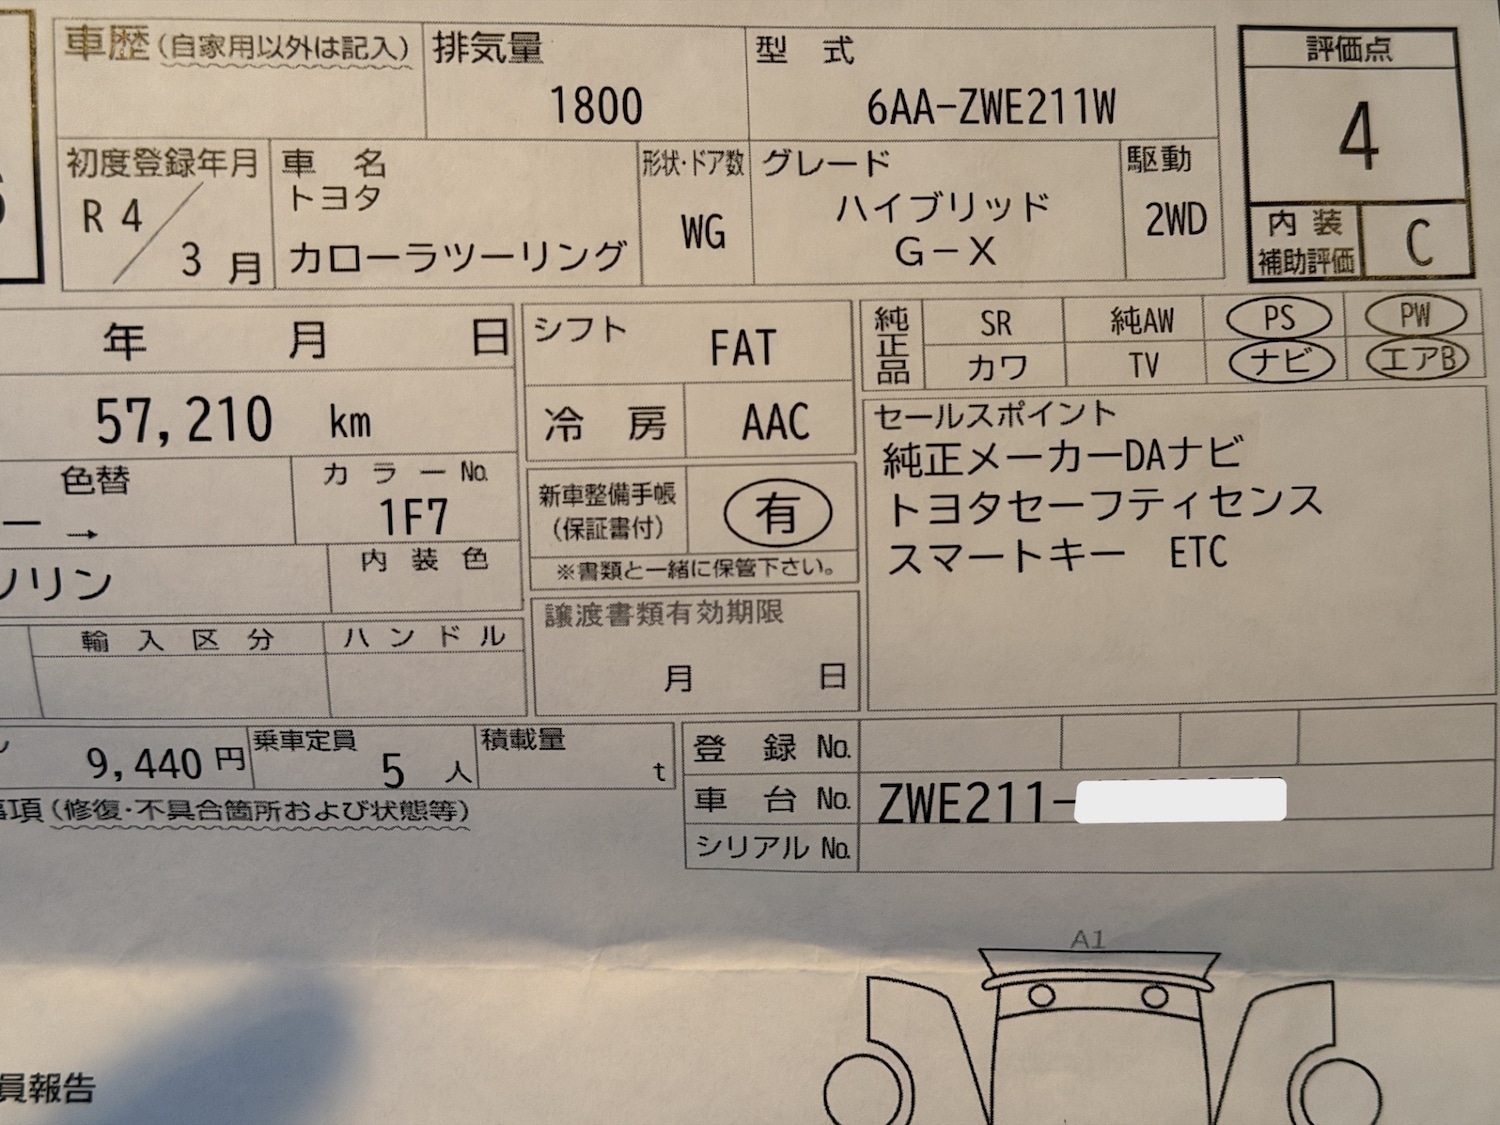 車歴(自家用以外は記入)
排気量
1800
型 式
6AA-ZWE211W
評価点
4
初度登録年月
R 4
3 月
車 名
トヨタ
カローラツーリング
形状・ドア数
WG
グレード
ハイブリッド
G-X
駆動
2WD
内 装
補助評価
C
年 月 日
シフト
FAT
純正品
SR
純AW
PS
PW
カワ
TV
ナビ
エアB
57,210 km
冷 房
AAC
セールスポイント
純正メーカーDAナビ
トヨタセーフティセンス
スマートキー ETC
色替
ー →
カ ラ ー No.
1F7
新車整備手帳
(保証書付)
有
※書類と一緒に保管下さい。
ソリン
内 装 色
譲渡書類有効期限
月 日
輸 入 区 分
ハ ン ド ル
9,440 円
乗車定員
5 人
積載量
t
登 録 No.
車 台 No.
ZWE211-
シリアル No.
事項(修復・不具合箇所および状態等)
A1
員報告